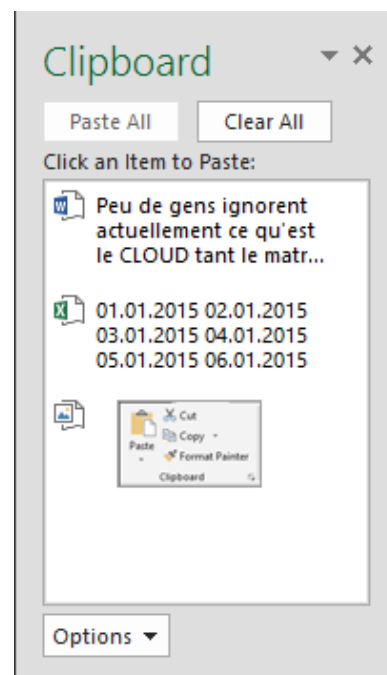 Clipboard
Paste All Clear All
Click an Item to Paste:
Peu de gens ignorent
actuellement ce qu'est
le CLOUD tant le matr...
01.01.2015 02.01.2015
03.01.2015 04.01.2015
05.01.2015 06.01.2015
Cut
Copy
Paste
Format Painter
Clipboard
Options